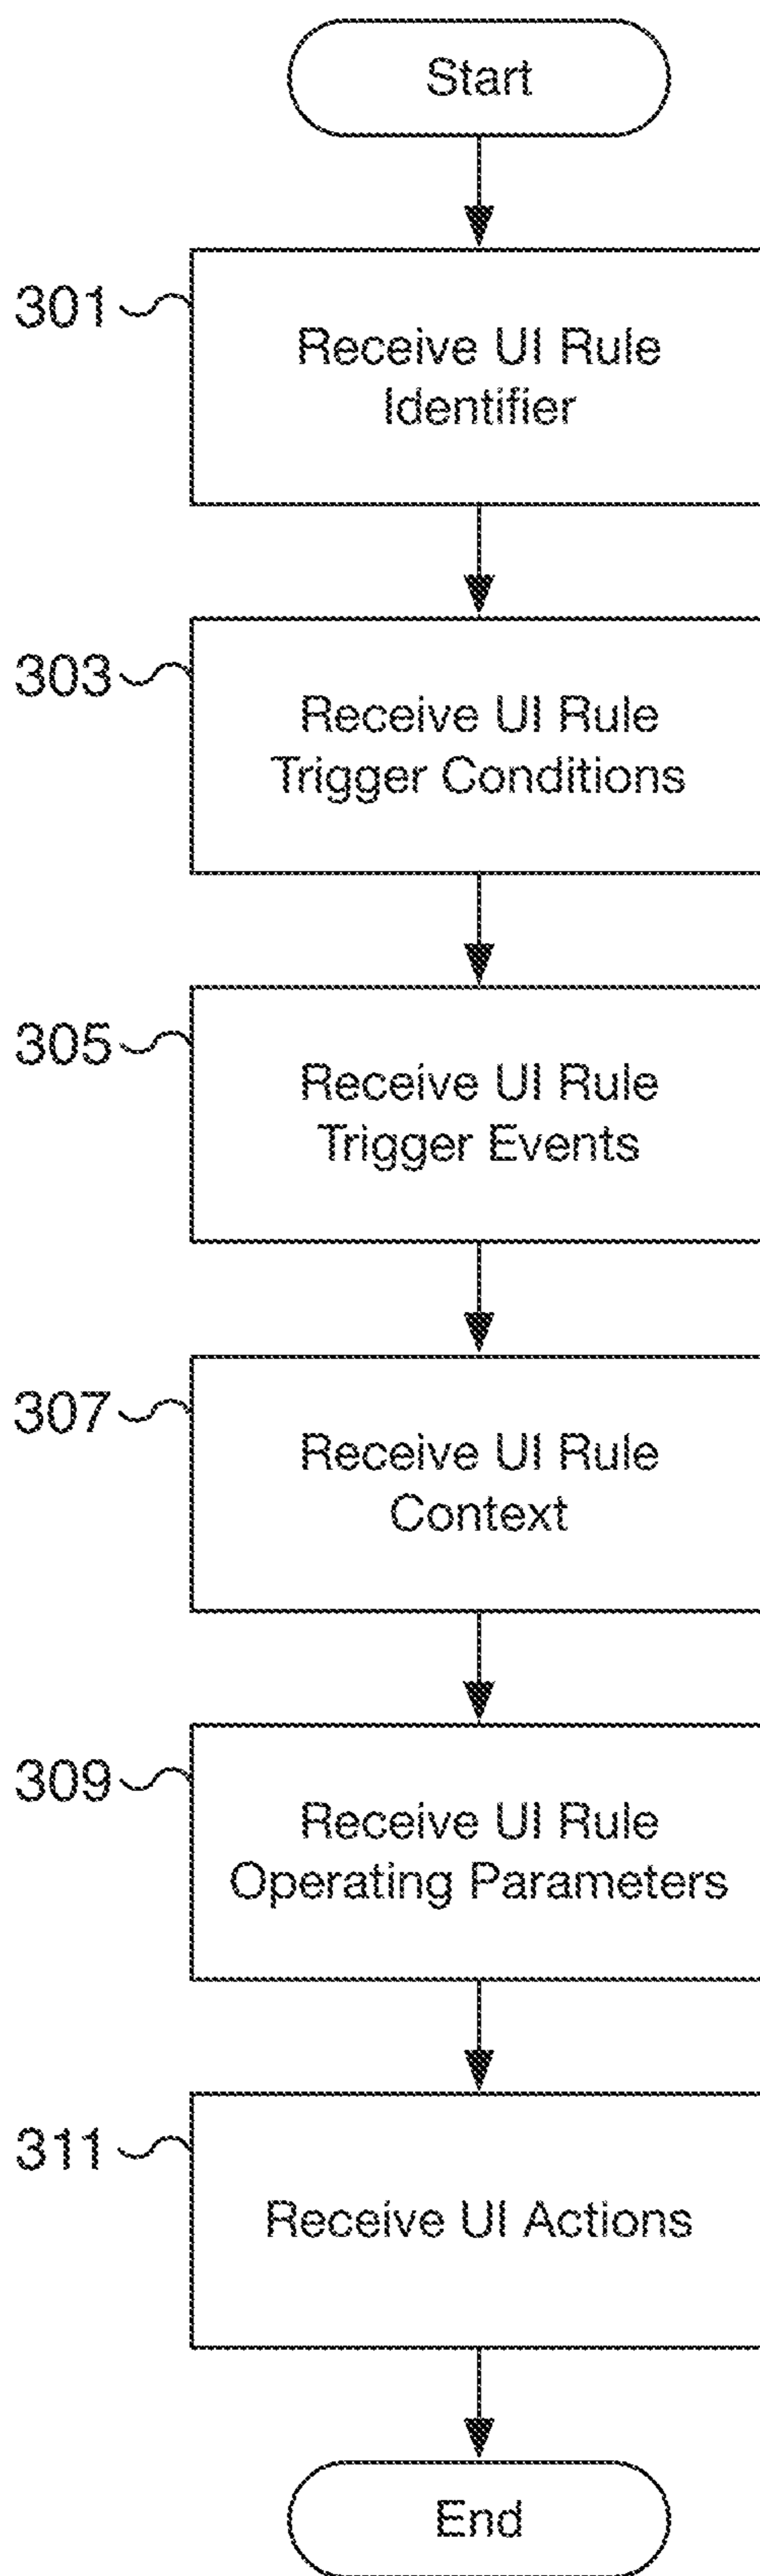 Start
301
Receive UI Rule
Identifier
303
Receive UI Rule
Trigger Conditions
305
Receive UI Rule
Trigger Events
307
Receive UI Rule
Context
309
Receive UI Rule
Operating Parameters
311
Receive UI Actions
End